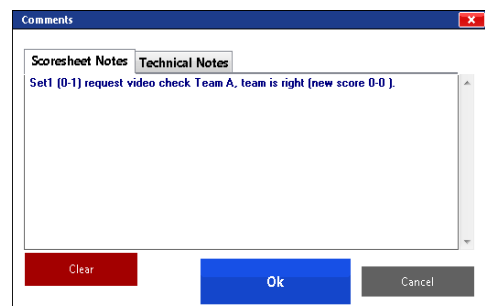 Comments
Scoresheet Notes Technical Notes
Set1 (0-1) request video check Team A, team is right (new score 0-0 ).
Clear
Ok
Cancel